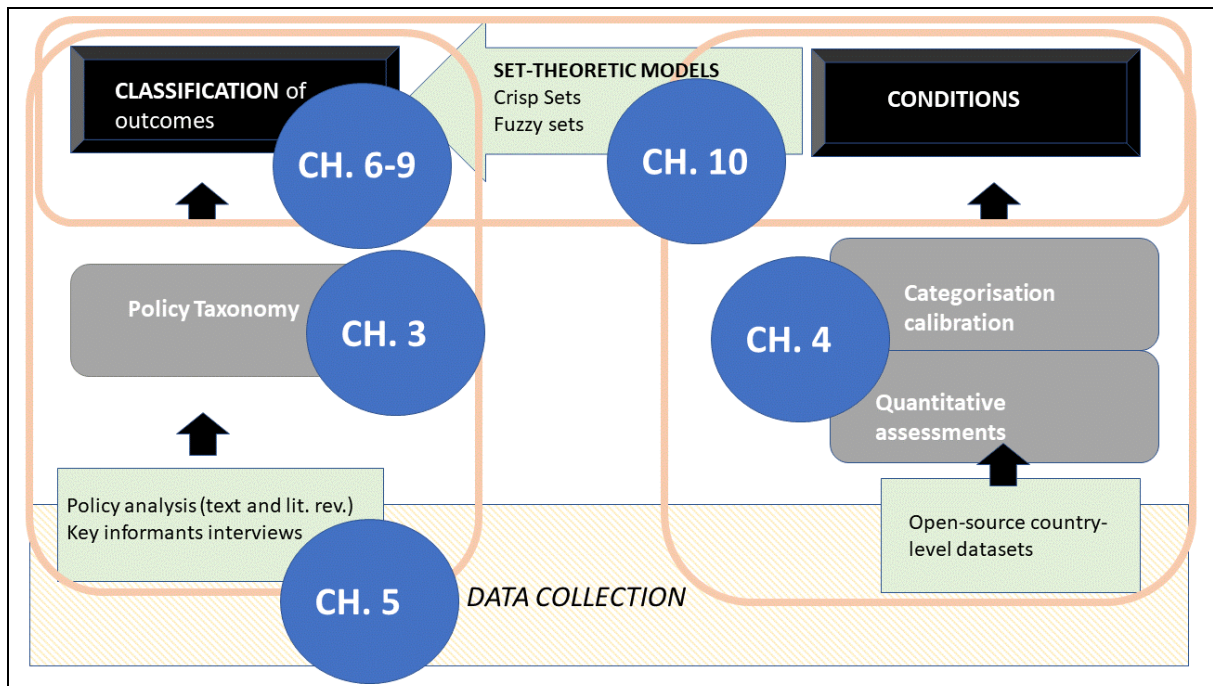 CLASSIFICATION of
outcomes
SET-THEORETIC MODELS
Crisp Sets
Fuzzy sets
CONDITIONS
CH. 6-9
CH. 10
Policy Taxonomy
CH. 3
CH. 4
Categorisation
calibration
Quantitative
assessments
Policy analysis (text and lit. rev.)
Key informants interviews
CH. 5
DATA COLLECTION
Open-source country-
level datasets